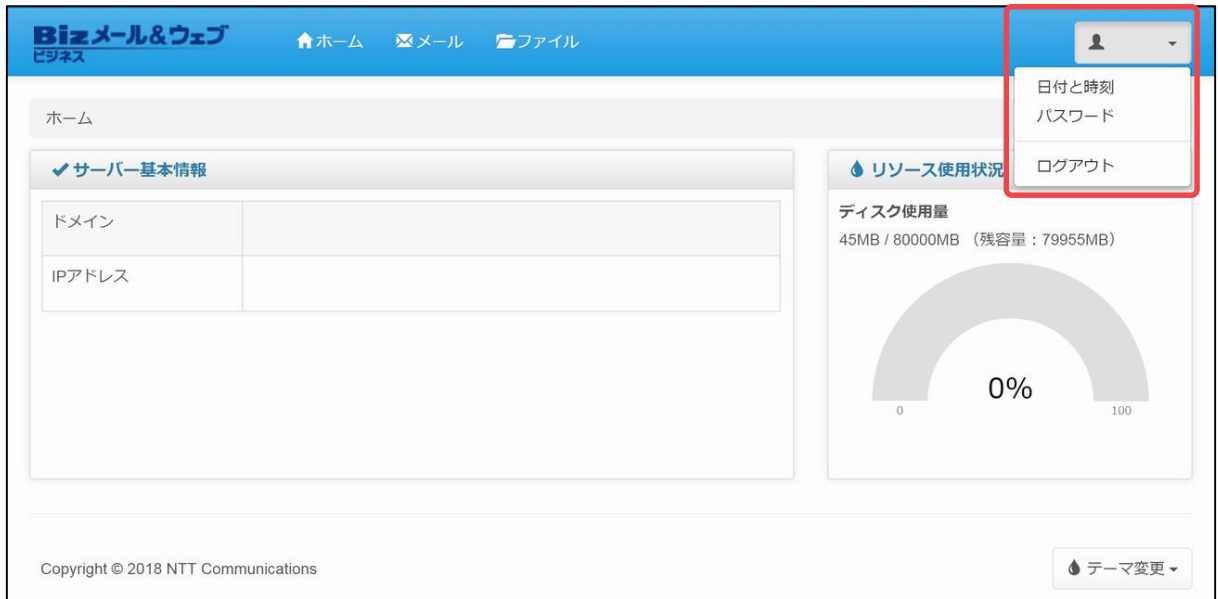 Bizメール&ウェブ
ビジネス
ホーム メール ファイル
日付と時刻
パスワード
ログアウト
ホーム
サーバー基本情報
ドメイン
IPアドレス
リソース使用状況
ディスク使用量
45MB / 80000MB （残容量：79955MB）
0%
0 100
Copyright © 2018 NTT Communications
テーマ変更